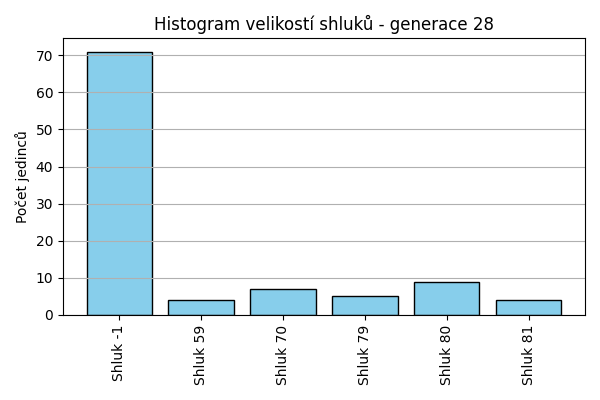 Histogram velikostí shluků - generace 28
Počet jedinců
70
60
50
40
30
20
10
0
Shluk -1
Shluk 59
Shluk 70
Shluk 79
Shluk 80
Shluk 81